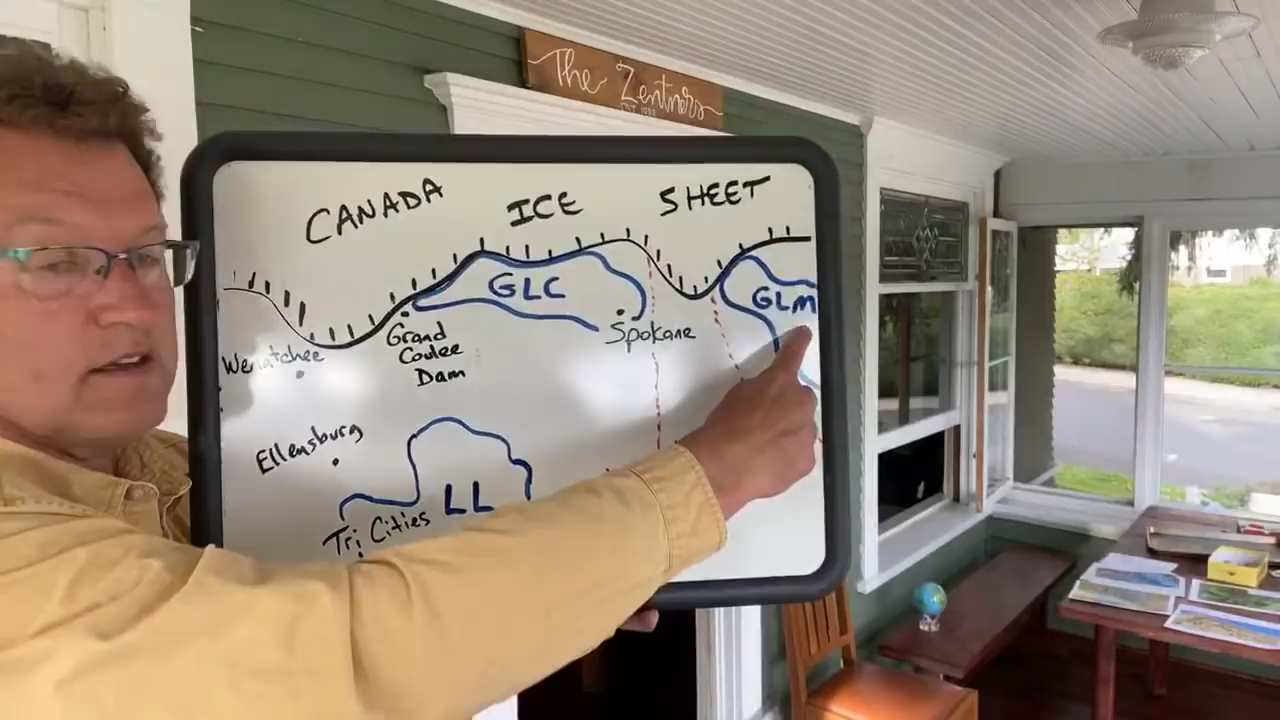 The Zentners
CANADA ICE SHEET
GLC
GLM
Spokane
Grand
Coulee
Dam
Wenatchee
Ellensburg
LL
Tri Cities